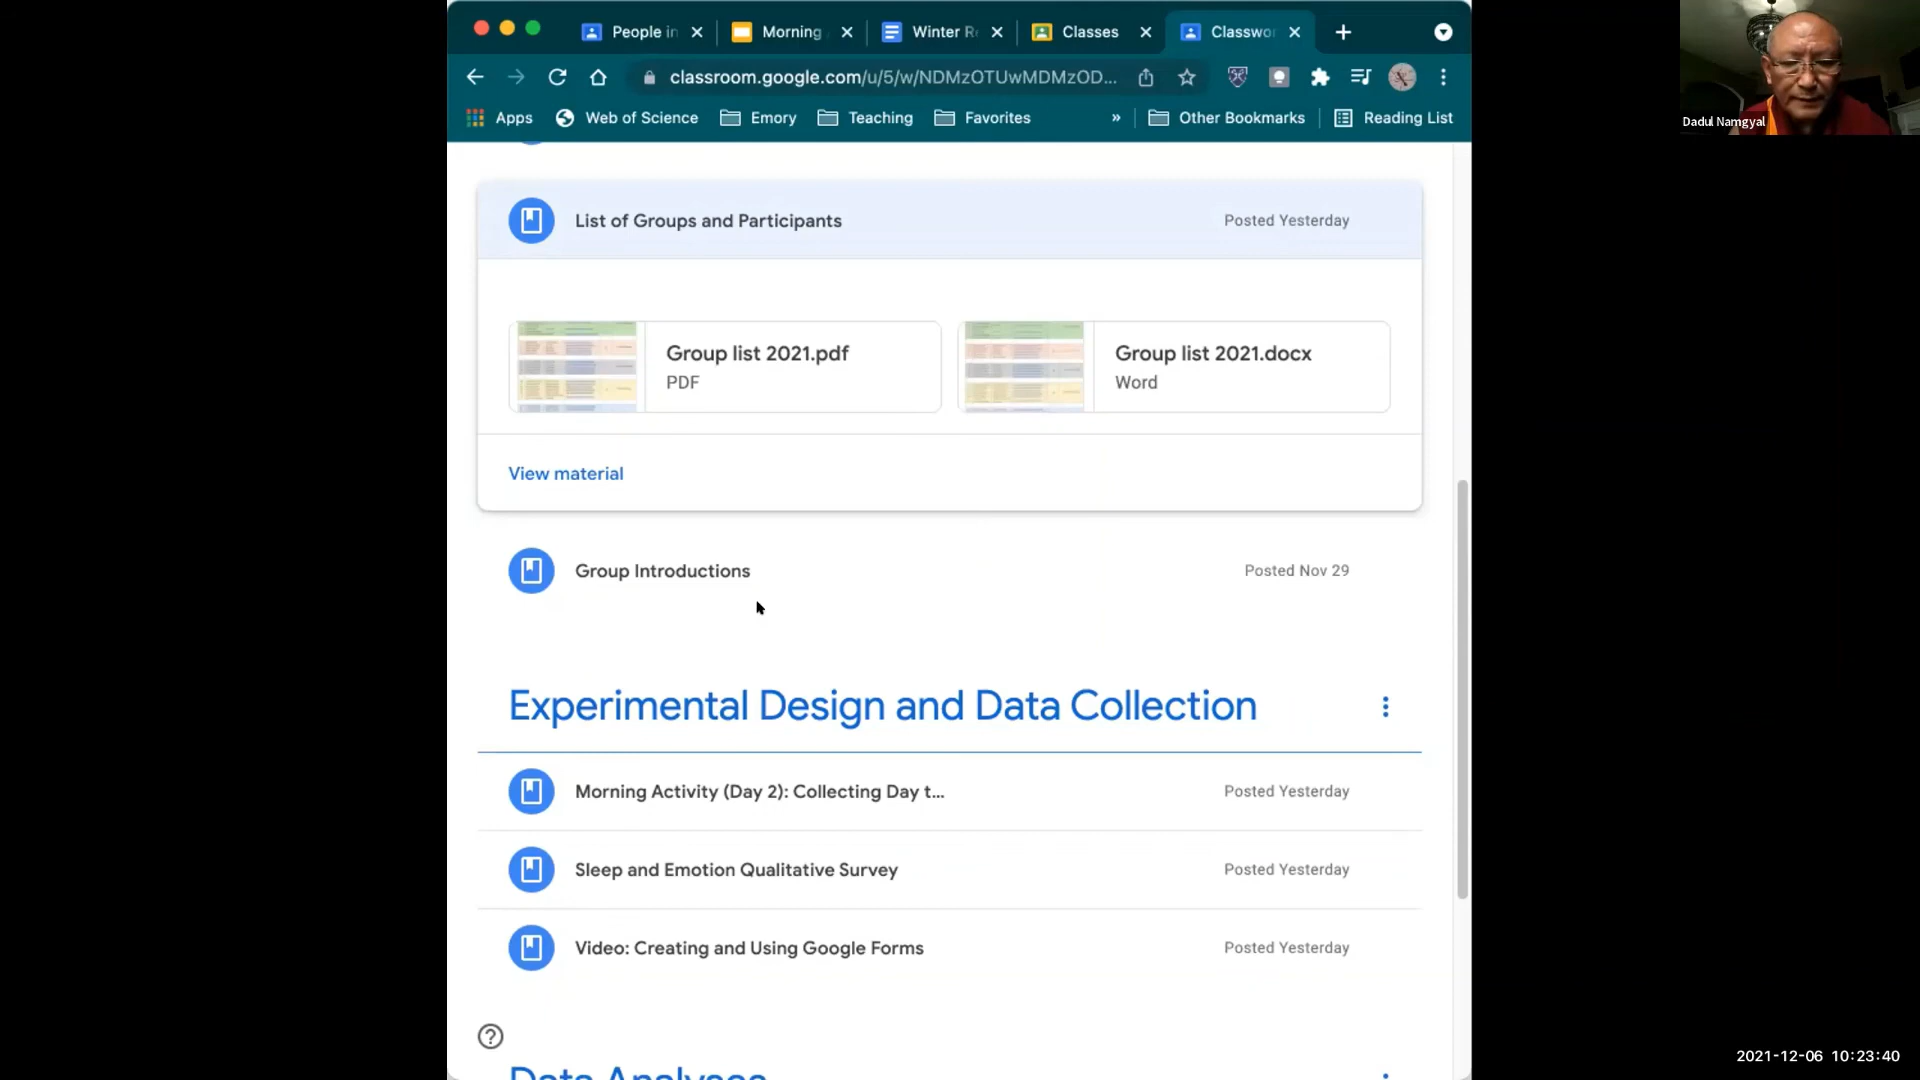 People in
Morning
Winter R
Classes
Classwo
classroom.google.com/u/5/w/NDMzOTUwMDMzOD...
Apps
Web of Science
Emory
Teaching
Favorites
»
Other Bookmarks
Reading List
Dadul Namgyal
List of Groups and Participants
Posted Yesterday
Group list 2021.pdf
PDF
Group list 2021.docx
Word
View material
Group Introductions
Posted Nov 29
Experimental Design and Data Collection
Morning Activity (Day 2): Collecting Day t...
Posted Yesterday
Sleep and Emotion Qualitative Survey
Posted Yesterday
Video: Creating and Using Google Forms
Posted Yesterday
Data Analyses
2021-12-06 10:23:40